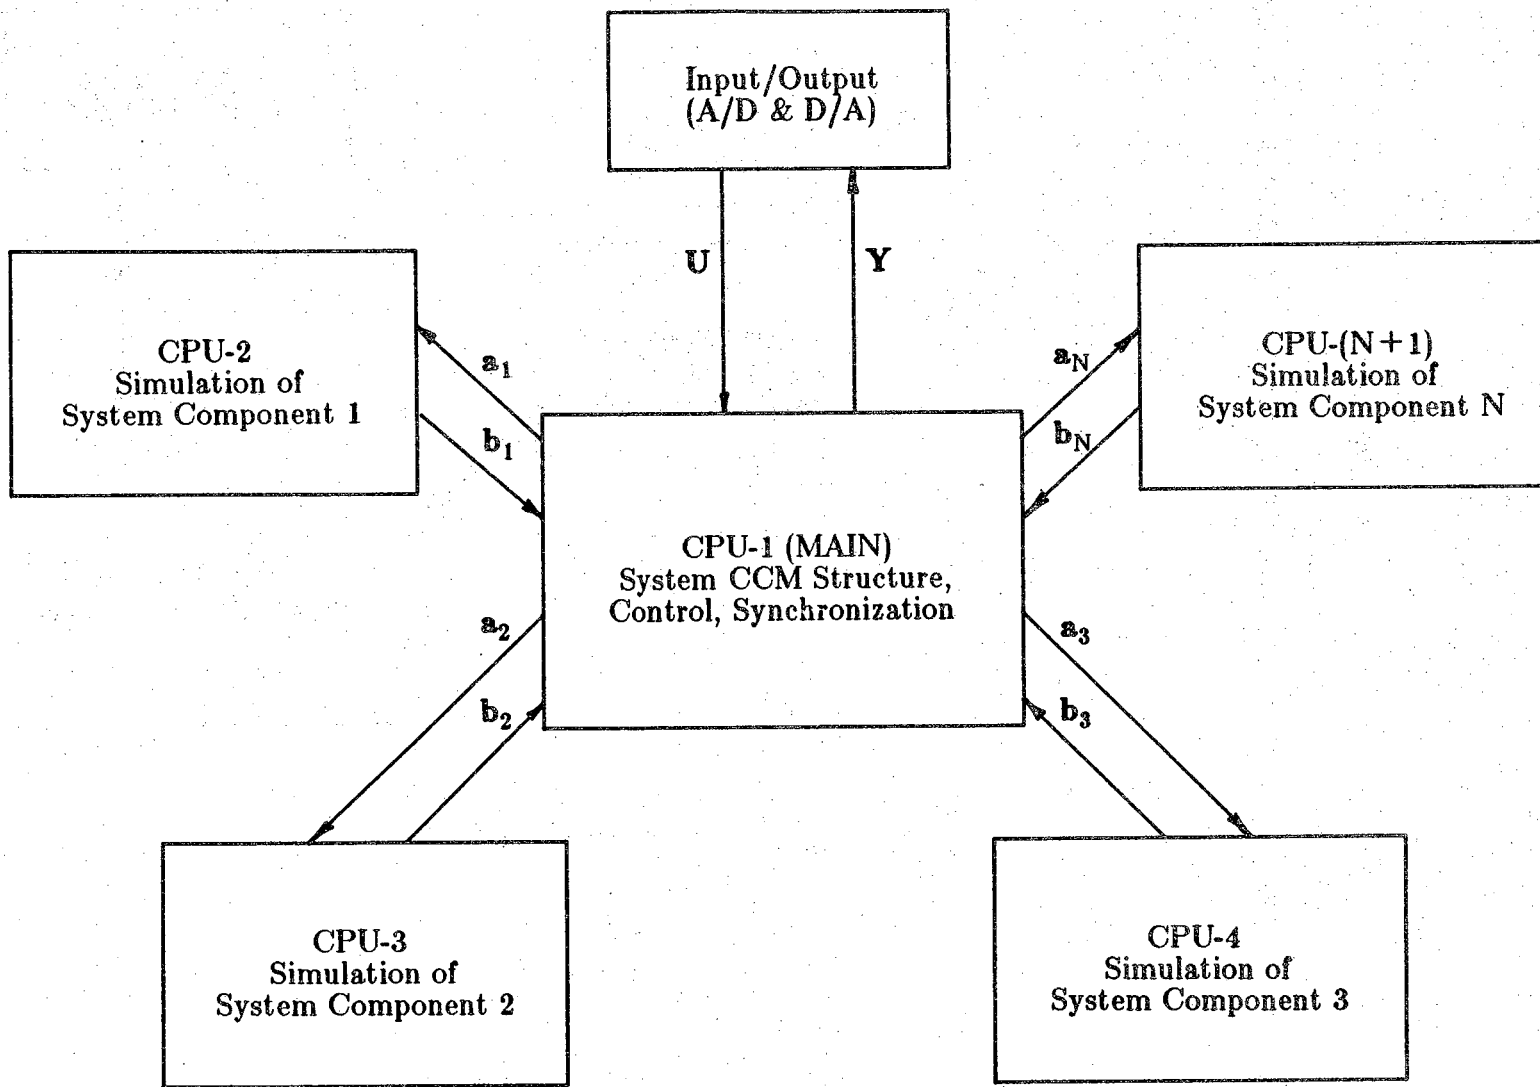 Input/Output
(A/D & D/A)
U
Y
CPU-2
Simulation of
System Component 1
a₁
b₁
CPU-(N+1)
Simulation of
System Component N
a_N
b_N
CPU-1 (MAIN)
System CCM Structure,
Control, Synchronization
a₂
b₂
a₃
b₃
CPU-3
Simulation of
System Component 2
CPU-4
Simulation of
System Component 3